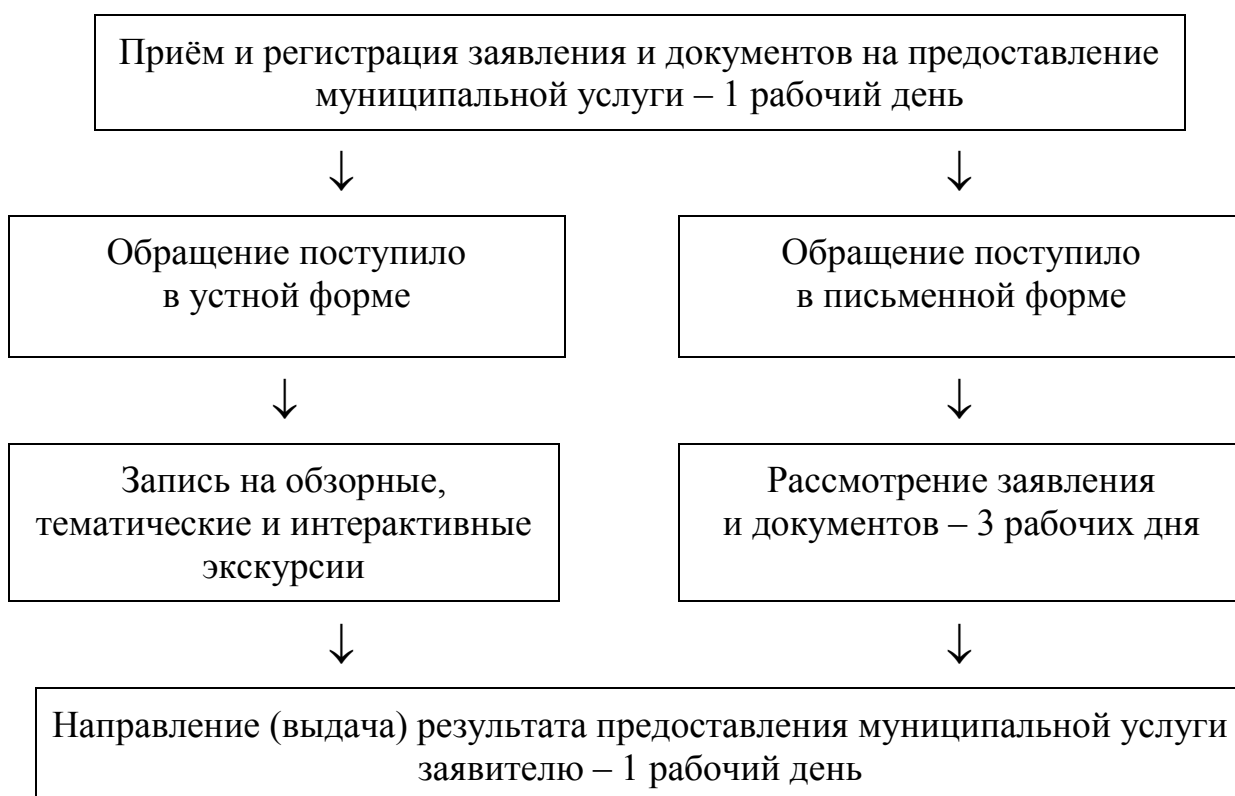 Приём и регистрация заявления и документов на предоставление
муниципальной услуги – 1 рабочий день
↓ ↓
Обращение поступило
в устной форме
Обращение поступило
в письменной форме
↓ ↓
Запись на обзорные,
тематические и интерактивные
экскурсии
Рассмотрение заявления
и документов – 3 рабочих дня
↓ ↓
Направление (выдача) результата предоставления муниципальной услуги
заявителю – 1 рабочий день